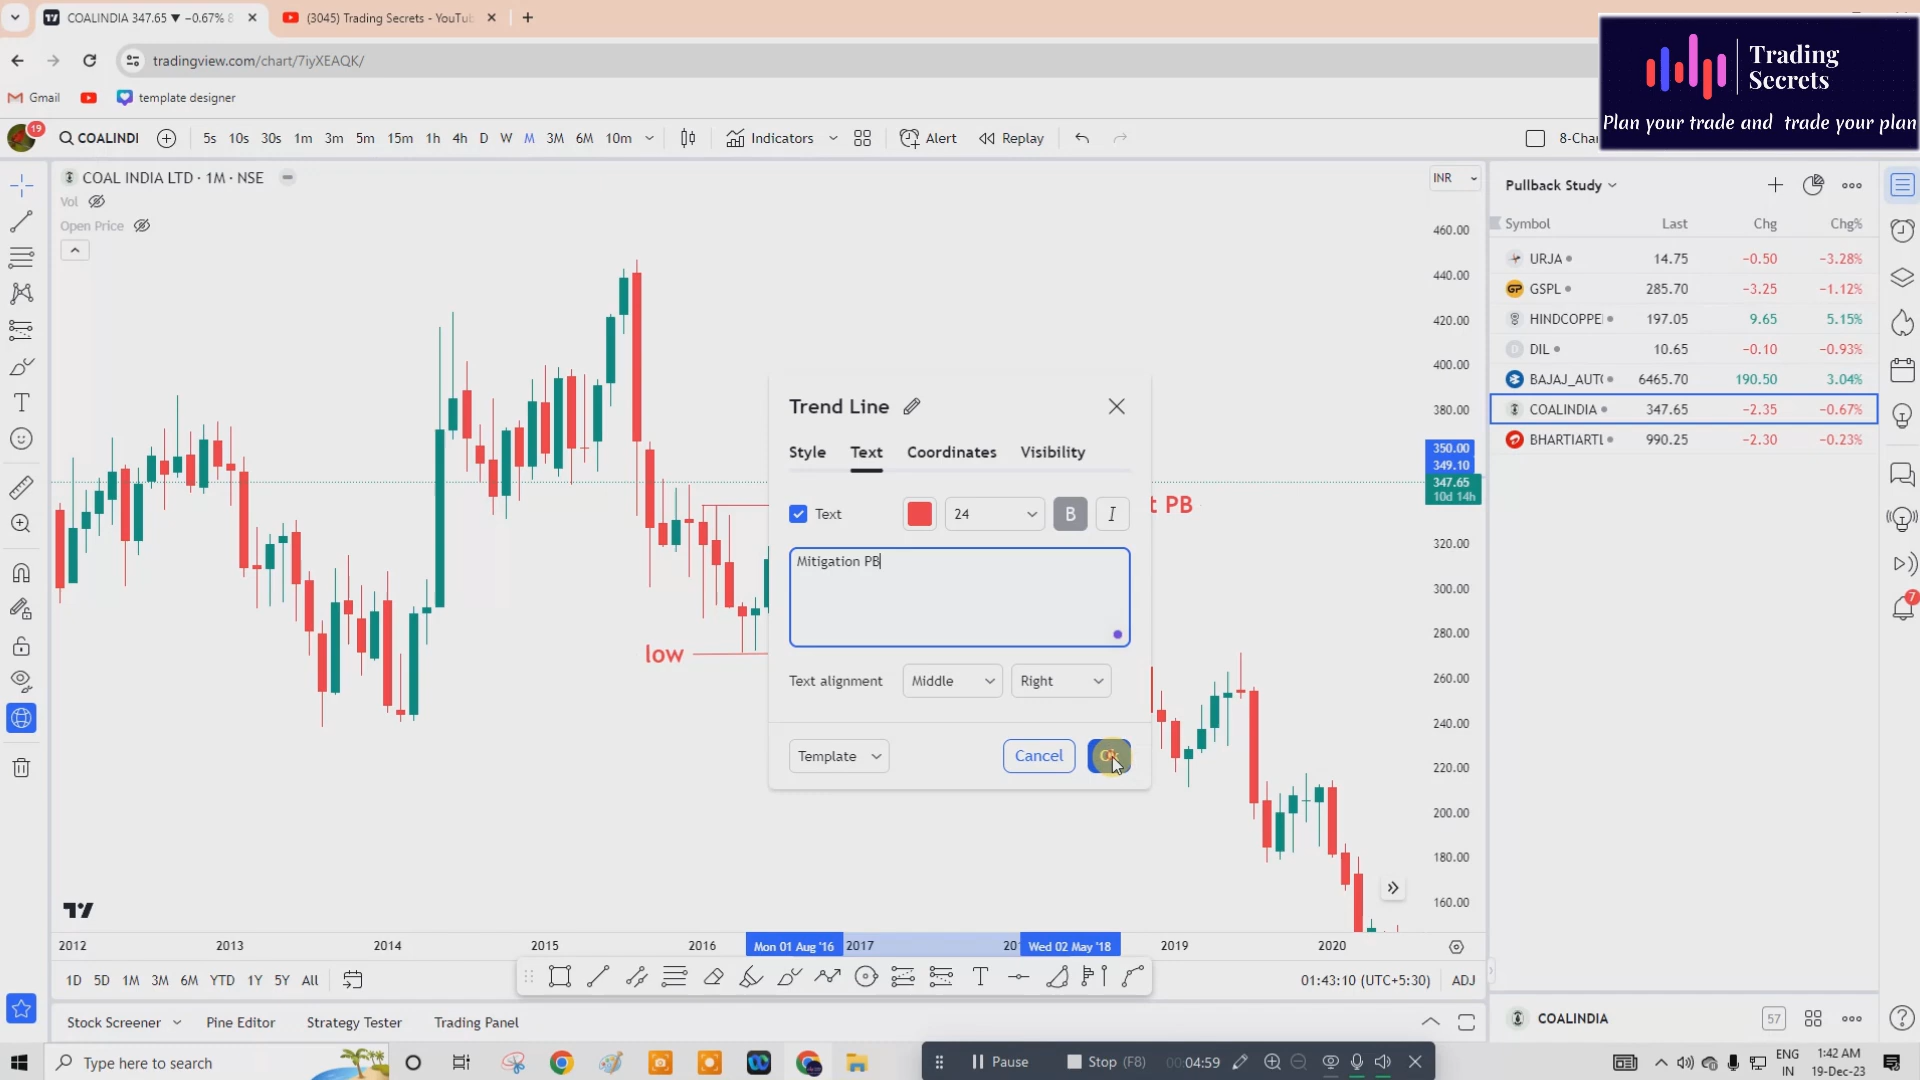 COALINDIA 347.65 ▼ −0.67%
(3045) Trading Secrets - YouTu
tradingview.com/chart/7iyXEAQK/
Gmail
template designer
Trading
Secrets
Plan your trade and trade your plan
19
COALINDI
5s 10s 30s 1m 3m 5m 15m 1h 4h D W M 3M 6M 10m
Indicators
Alert
Replay
8-Cha
COAL INDIA LTD · 1M · NSE
Vol
Open Price
INR
460.00
440.00
420.00
400.00
380.00
350.00
349.10
347.65
10d 14h
320.00
300.00
280.00
260.00
240.00
220.00
200.00
180.00
160.00
t PB
low
Trend Line
Style Text Coordinates Visibility
Text
24
B
I
Mitigation PB
Text alignment
Middle
Right
Template
Cancel
Ok
Pullback Study
Symbol Last Chg Chg%
URJA 14.75 −0.50 −3.28%
GSPL 285.70 −3.25 −1.12%
HINDCOPPE 197.05 9.65 5.15%
DIL 10.65 −0.10 −0.93%
BAJAJ_AUT 6465.70 190.50 3.04%
COALINDIA 347.65 −2.35 −0.67%
BHARTIARTL 990.25 −2.30 −0.23%
7
2012 2013 2014 2015 2016 Mon 01 Aug '16 2017 201 Wed 02 May '18 2019 2020
1D 5D 1M 3M 6M YTD 1Y 5Y All
01:43:10 (UTC+5:30) ADJ
Stock Screener
Pine Editor
Strategy Tester
Trading Panel
COALINDIA
57
Type here to search
Pause
Stop (F8)
00:04:59
ENG
IN
1:42 AM
19-Dec-23